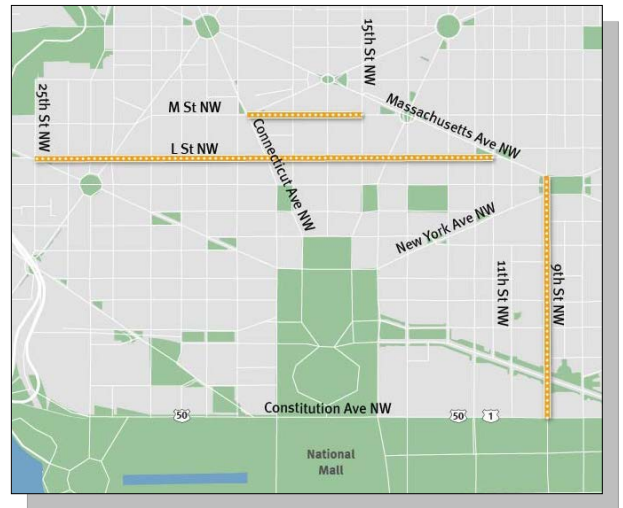 15th St NW
25th St NW
M St NW
Massachusetts Ave NW
Connecticut Ave NW
L St NW
New York Ave NW
11th St NW
9th St NW
Constitution Ave NW
50
50
1
National
Mall